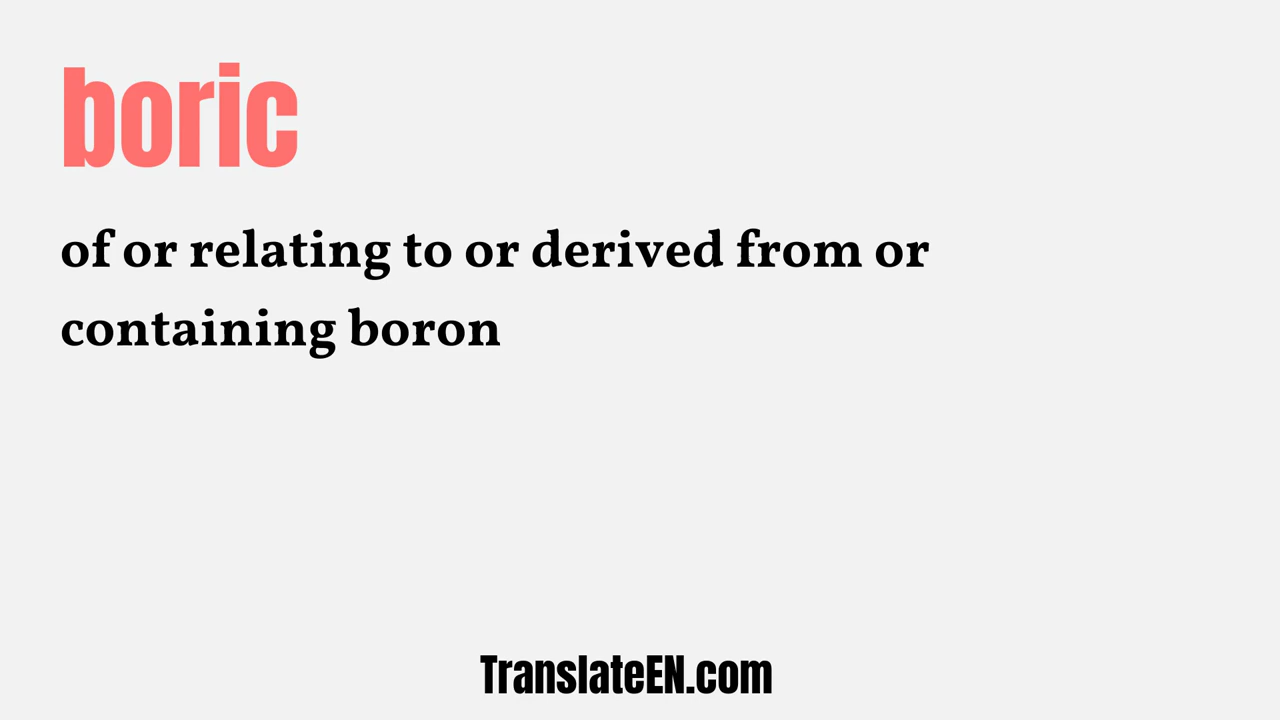 boric
of or relating to or derived from or
containing boron
TranslateEN.com